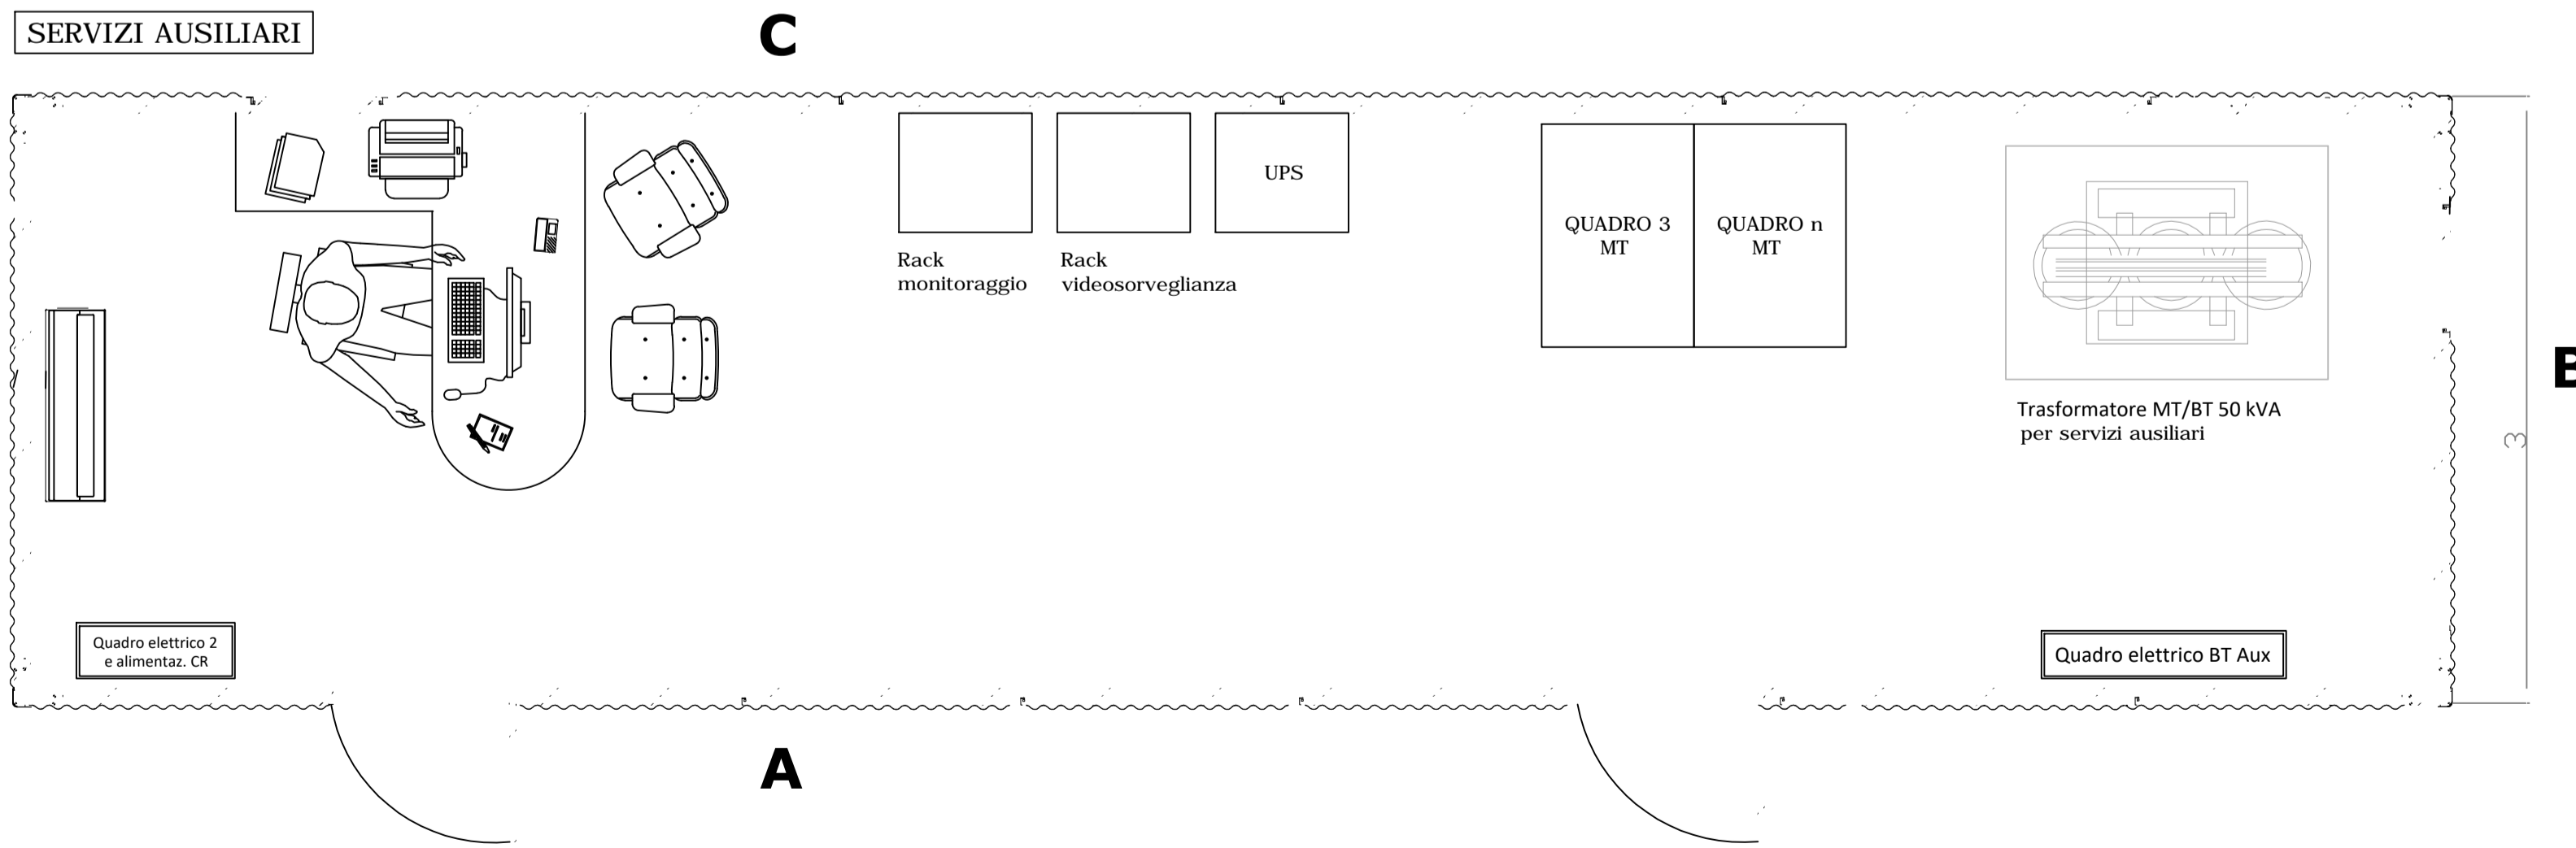 SERVIZI AUSILIARI
C
UPS
QUADRO 3
MT
QUADRO n
MT
Rack
monitoraggio
Rack
videosorveglianza
B
Trasformatore MT/BT 50 kVA
per servizi ausiliari
3
Quadro elettrico 2
e alimentaz. CR
Quadro elettrico BT Aux
A